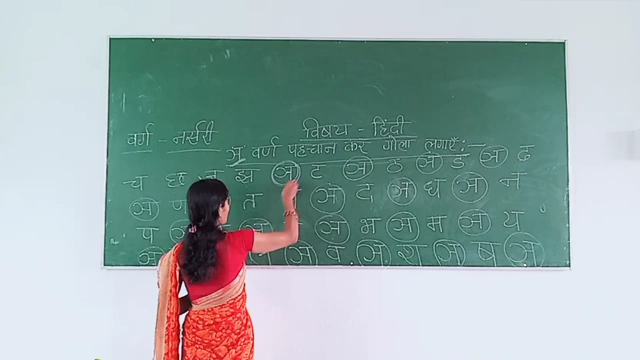 वर्ग - नर्सरी विषय - हिंदी
ञ वर्ण पहचान कर गोला लगाएँ :-
च छ ज झ ञ ट ञ ठ ञ ड ञ ढ
ञ ण त ञ द ञ ध ञ न
प ञ ञ भ ञ म ञ य
ञ ञ व ञ श ञ ष ञ